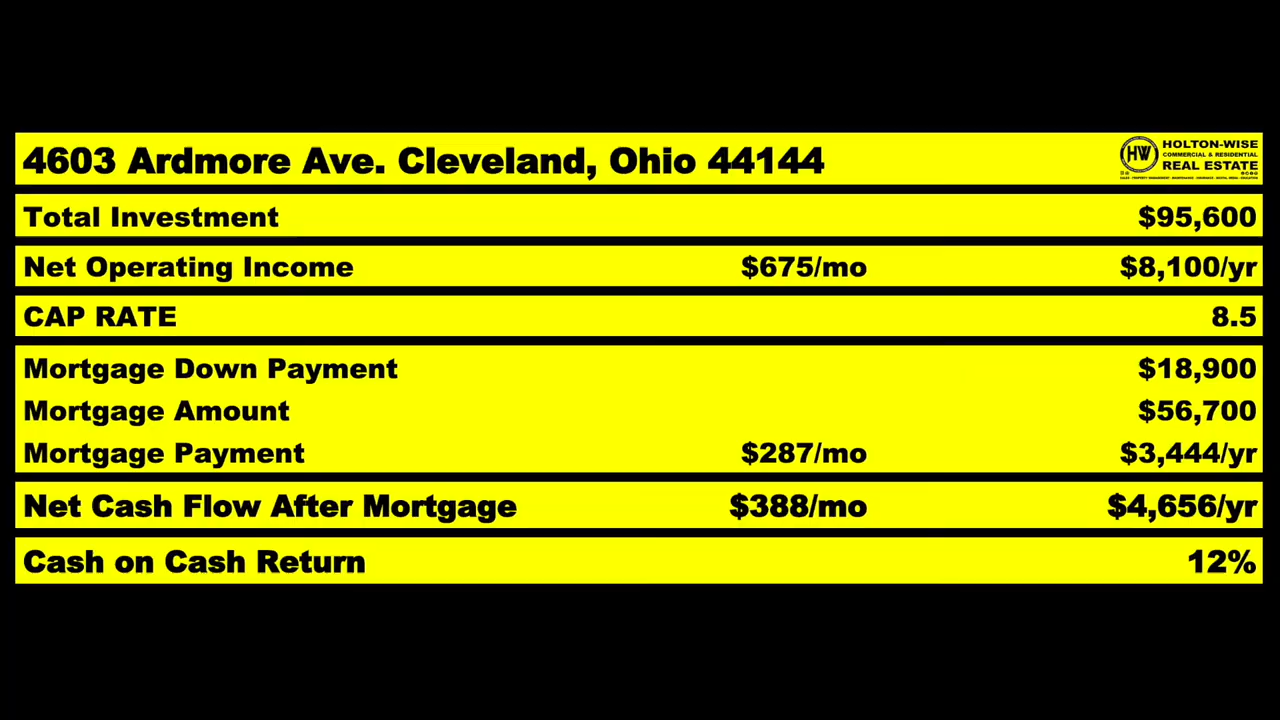 4603 Ardmore Ave. Cleveland, Ohio 44144
HW
HOLTON-WISE
COMMERCIAL & RESIDENTIAL
REAL ESTATE
Total Investment $95,600
Net Operating Income $675/mo $8,100/yr
CAP RATE 8.5
Mortgage Down Payment $18,900
Mortgage Amount $56,700
Mortgage Payment $287/mo $3,444/yr
Net Cash Flow After Mortgage $388/mo $4,656/yr
Cash on Cash Return 12%